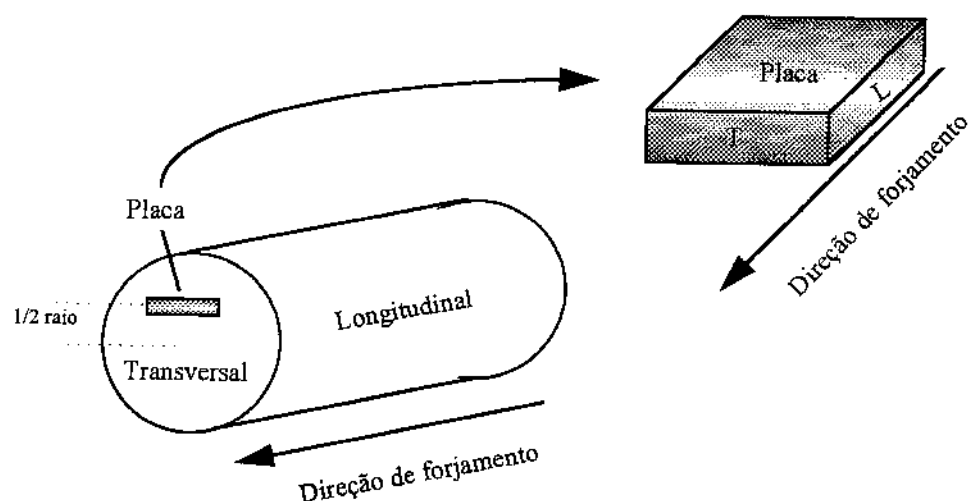 Placa
T
L
Direção de forjamento
Placa
1/2 raio
Longitudinal
Transversal
Direção de forjamento